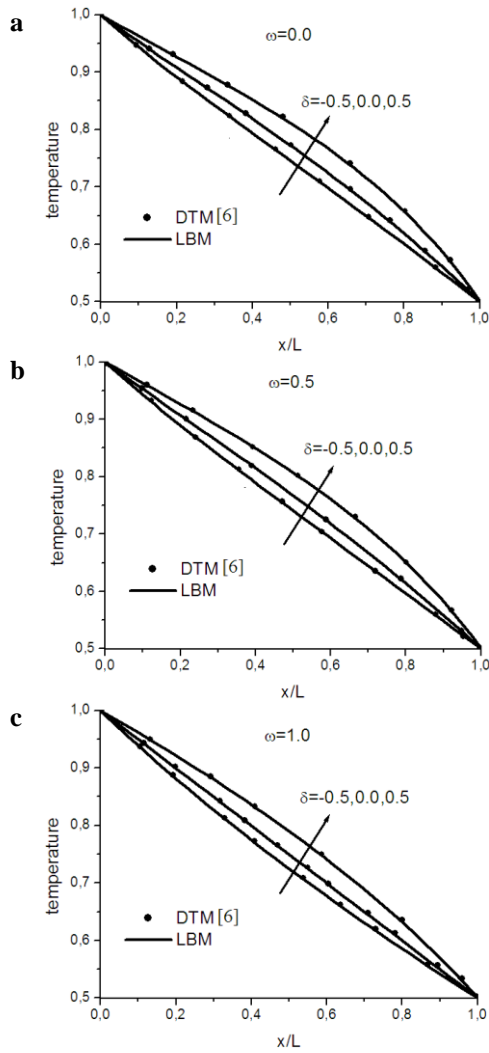 a
ω=0.0
δ=-0.5,0.0,0.5
DTM[6]
LBM
temperature
1,0
0,9
0,8
0,7
0,6
0,5
0,0 0,2 0,4 0,6 0,8 1,0
x/L
b
ω=0.5
δ=-0.5,0.0,0.5
DTM[6]
LBM
temperature
1,0
0,9
0,8
0,7
0,6
0,5
0,0 0,2 0,4 0,6 0,8 1,0
x/L
c
ω=1.0
δ=-0.5,0.0,0.5
DTM[6]
LBM
temperature
1,0
0,9
0,8
0,7
0,6
0,5
0,0 0,2 0,4 0,6 0,8 1,0
x/L